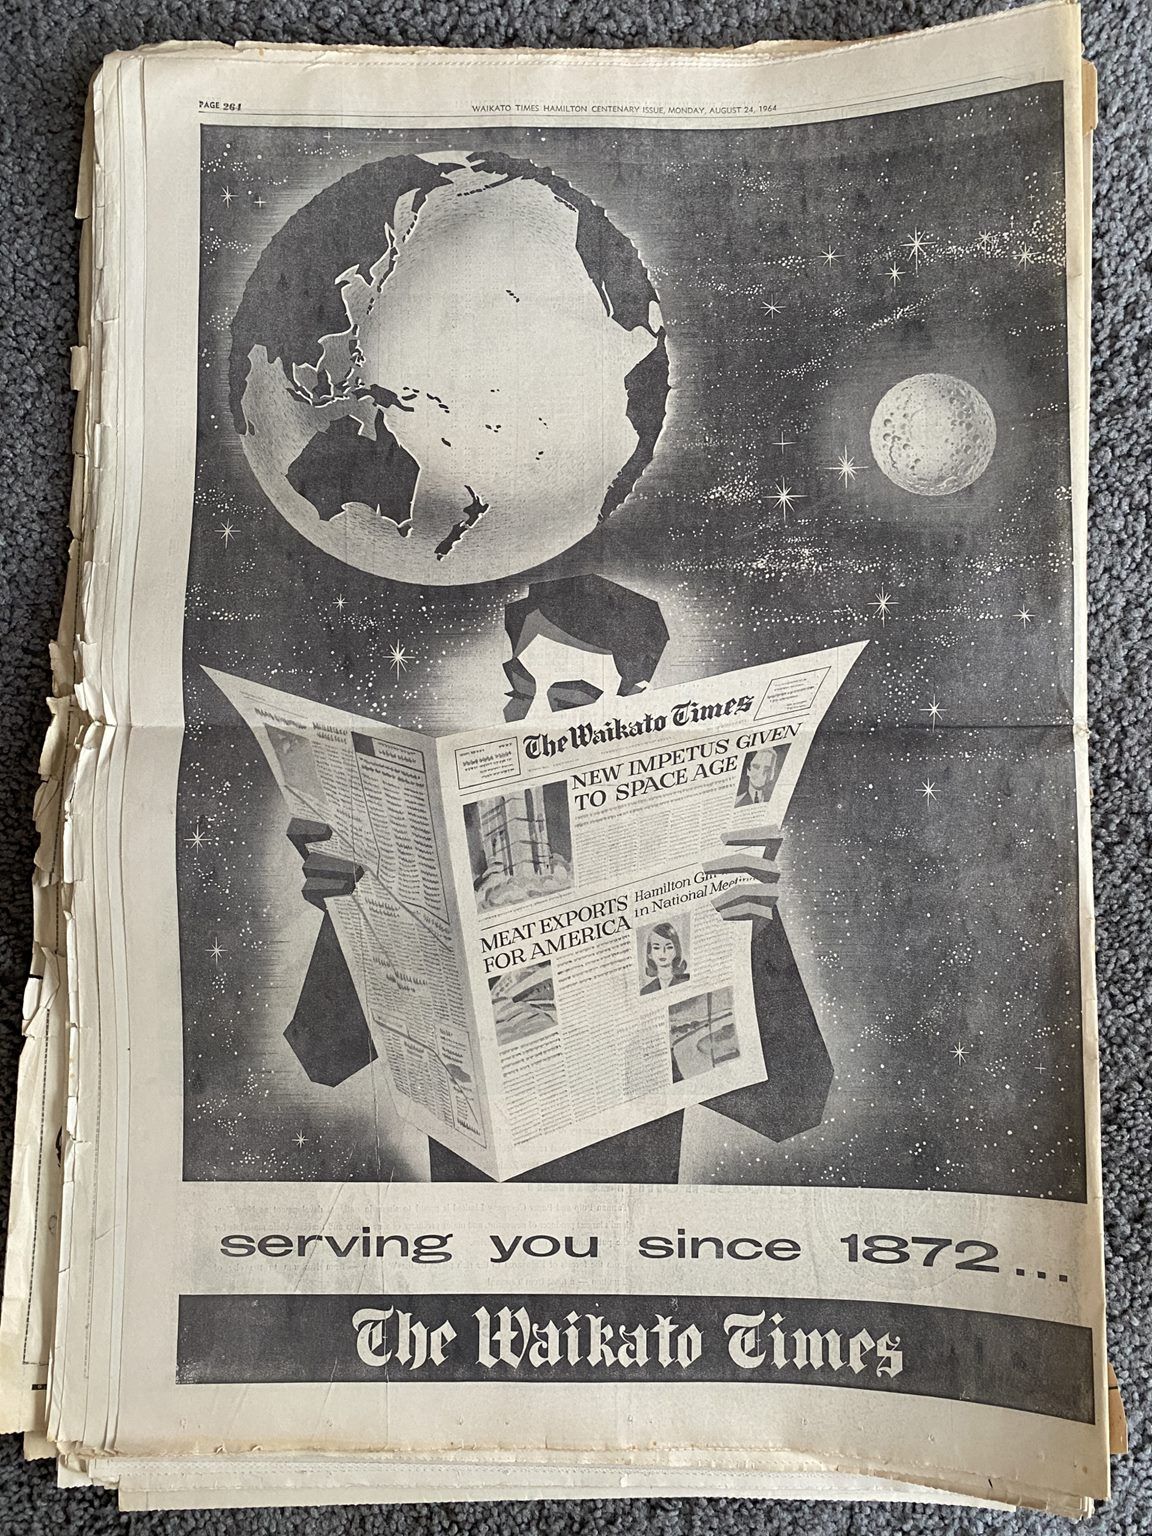 PAGE 264
WAIKATO TIMES HAMILTON CENTENARY ISSUE, MONDAY, AUGUST 24, 1964
The Waikato Times
NEW IMPETUS GIVEN
TO SPACE AGE
MEAT EXPORTS
FOR AMERICA
Hamilton
in National
serving you since 1872...
The Waikato Times